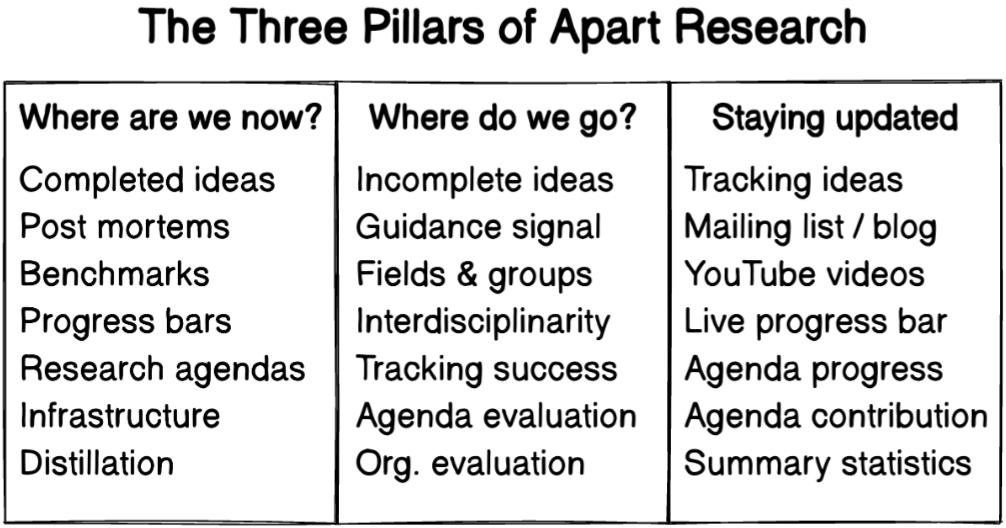 The Three Pillars of Apart Research
Where are we now?
Completed ideas
Post mortems
Benchmarks
Progress bars
Research agendas
Infrastructure
Distillation
Where do we go?
Incomplete ideas
Guidance signal
Fields & groups
Interdisciplinarity
Tracking success
Agenda evaluation
Org. evaluation
Staying updated
Tracking ideas
Mailing list / blog
YouTube videos
Live progress bar
Agenda progress
Agenda contribution
Summary statistics